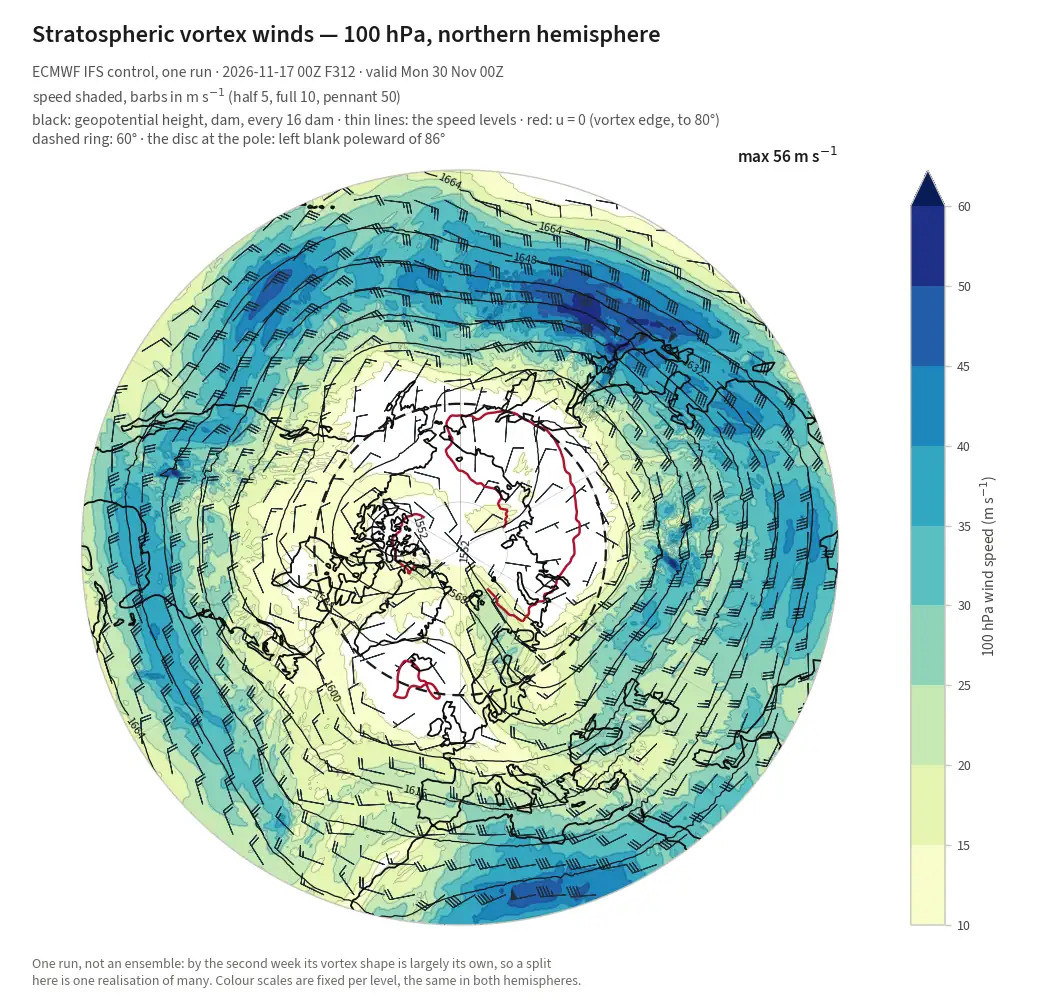 Stratospheric vortex winds — 100 hPa, northern hemisphere
ECMWF IFS control, one run · 2026-11-17 00Z F312 · valid Mon 30 Nov 00Z
speed shaded, barbs in m s−1 (half 5, full 10, pennant 50)
black: geopotential height, dam, every 16 dam · thin lines: the speed levels · red: u = 0 (vortex edge, to 80°)
dashed ring: 60° · the disc at the pole: left blank poleward of 86°
max 56 m s−1
1664
1664
1648
1552
1552
1568
1600
1664
60
50
45
40
35
30
25
20
15
10
100 hPa wind speed (m s−1)
One run, not an ensemble: by the second week its vortex shape is largely its own, so a split
here is one realisation of many. Colour scales are fixed per level, the same in both hemispheres.